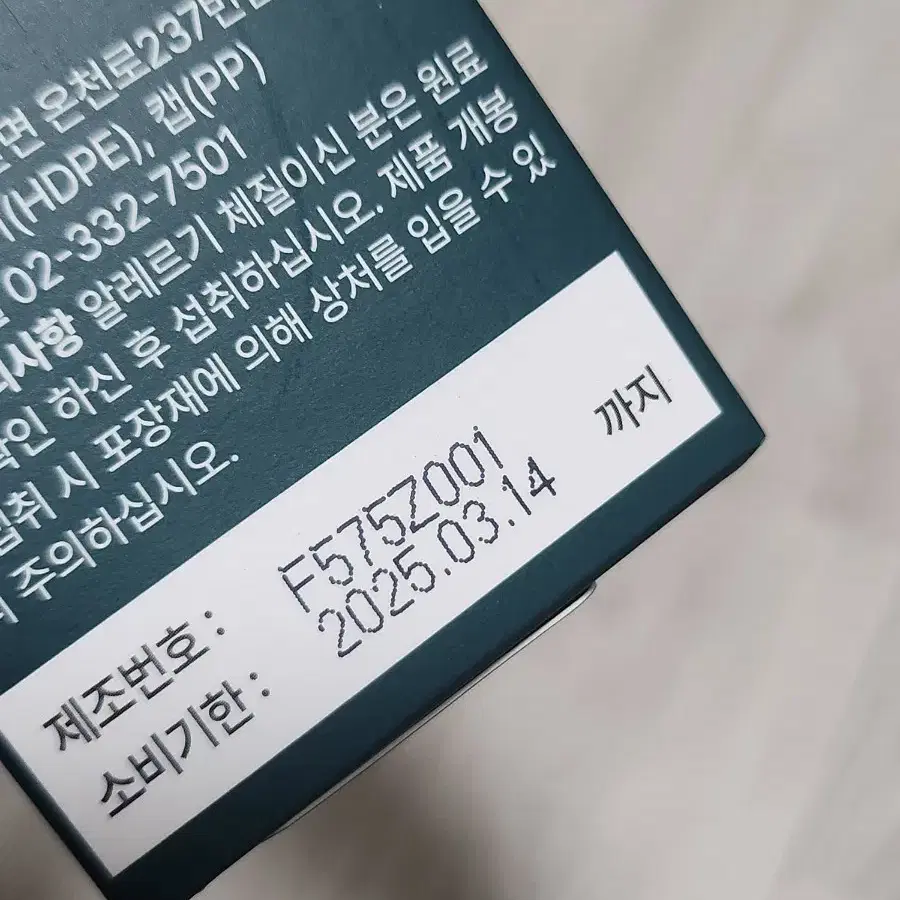 면 온천로237번길
(HDPE), 캡(PP)
02-332-7501
의사항 알레르기 체질이신 분은 원료
확인 하신 후 섭취하십시오. 제품 개봉
섭취 시 포장재에 의해 상처를 입을 수 있
주의하십시오.
제조번호: F575Z001
소비기한: 2025.03.14 까지